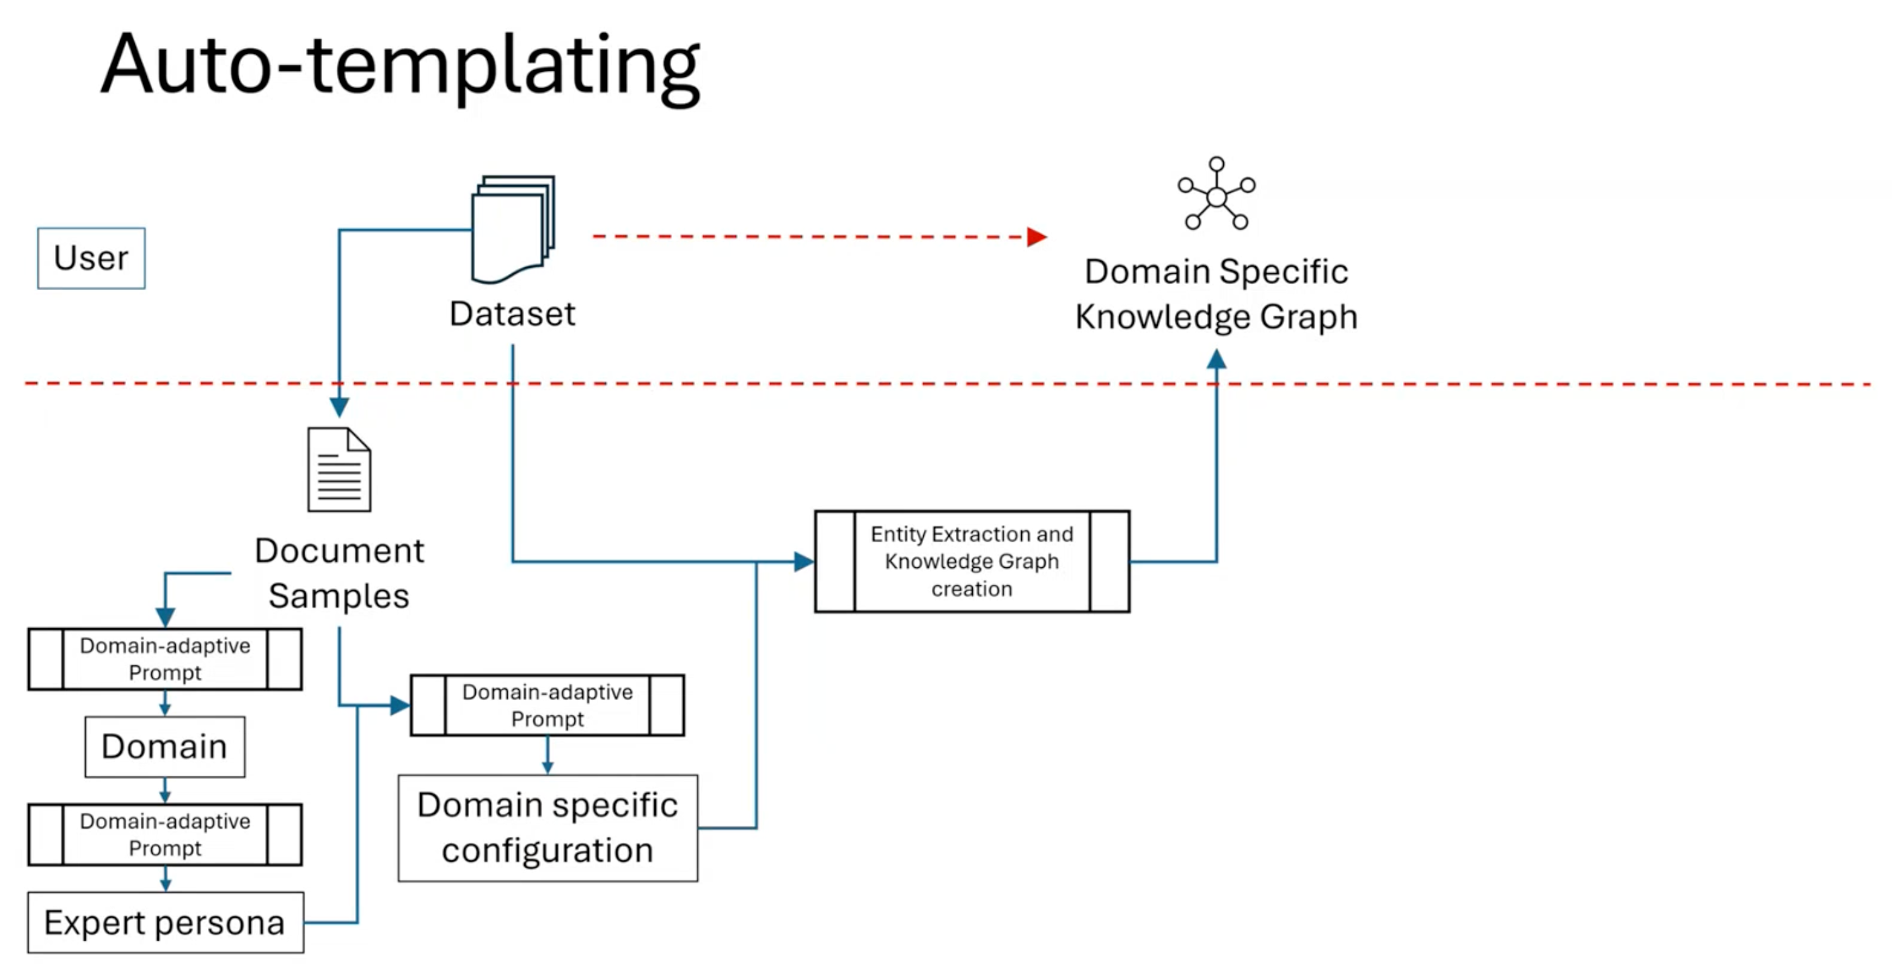 Auto-templating
User
Dataset
Domain Specific
Knowledge Graph
Document
Samples
Entity Extraction and
Knowledge Graph
creation
Domain-adaptive
Prompt
Domain
Domain-adaptive
Prompt
Expert persona
Domain-adaptive
Prompt
Domain specific
configuration